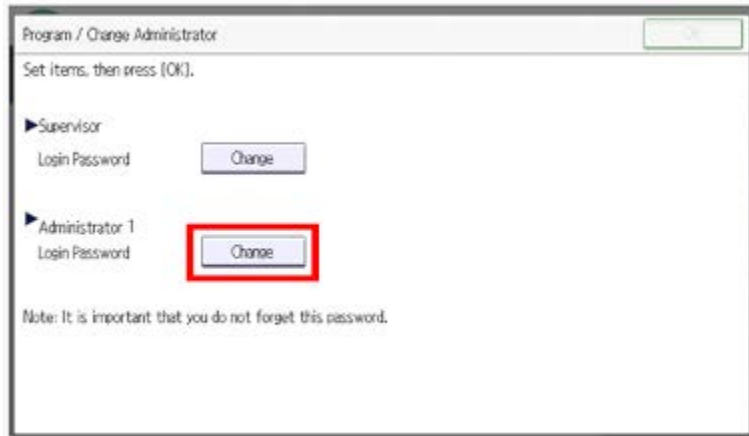 Program / Change Administrator
Set items, then press [OK].
▶Supervisor
Login Password Change
▶Administrator 1
Login Password Change
Note: It is important that you do not forget this password.